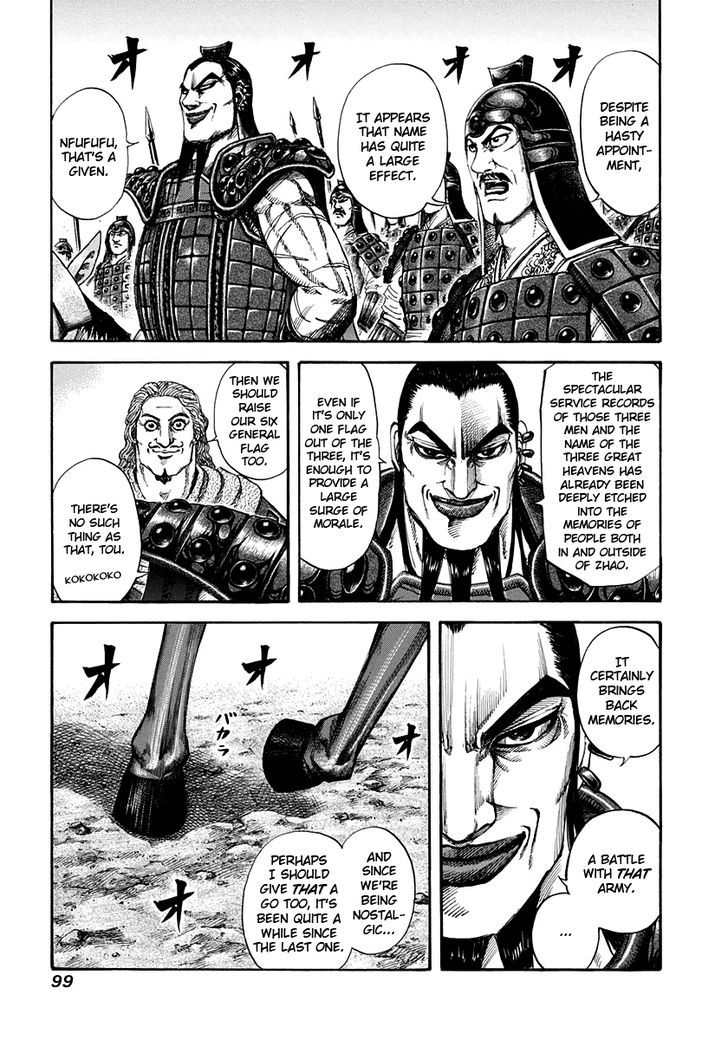 DESPITE
BEING A
HASTY
APPOINT-
MENT,
IT APPEARS
THAT NAME
HAS QUITE
A LARGE
EFFECT.
NFUFUFU,
THAT'S A
GIVEN.
オ
オ
オ
THE
SPECTACULAR
SERVICE RECORDS
OF THOSE THREE
MEN AND THE
NAME OF THE
THREE GREAT
HEAVENS HAS
ALREADY BEEN
DEEPLY ETCHED
INTO THE
MEMORIES OF
PEOPLE BOTH
IN AND OUTSIDE
OF ZHAO.
EVEN IF
IT'S ONLY
ONE FLAG
OUT OF THE
THREE, IT'S
ENOUGH TO
PROVIDE A
LARGE
SURGE OF
MORALE.
THEN WE
SHOULD
RAISE
OUR SIX
GENERAL
FLAG
TOO.
THERE'S
NO SUCH
THING AS
THAT, TOU.
KOKOKOKO
IT
CERTAINLY
BRINGS
BACK
MEMORIES.
A BATTLE
WITH THAT
ARMY.
...
オ
オ
オ
オ
バカラ
AND
SINCE
WE'RE
BEING
NOSTAL-
GIC...
PERHAPS
I SHOULD
GIVE THAT A
GO TOO, IT'S
BEEN QUITE A
WHILE SINCE
THE LAST ONE.
99